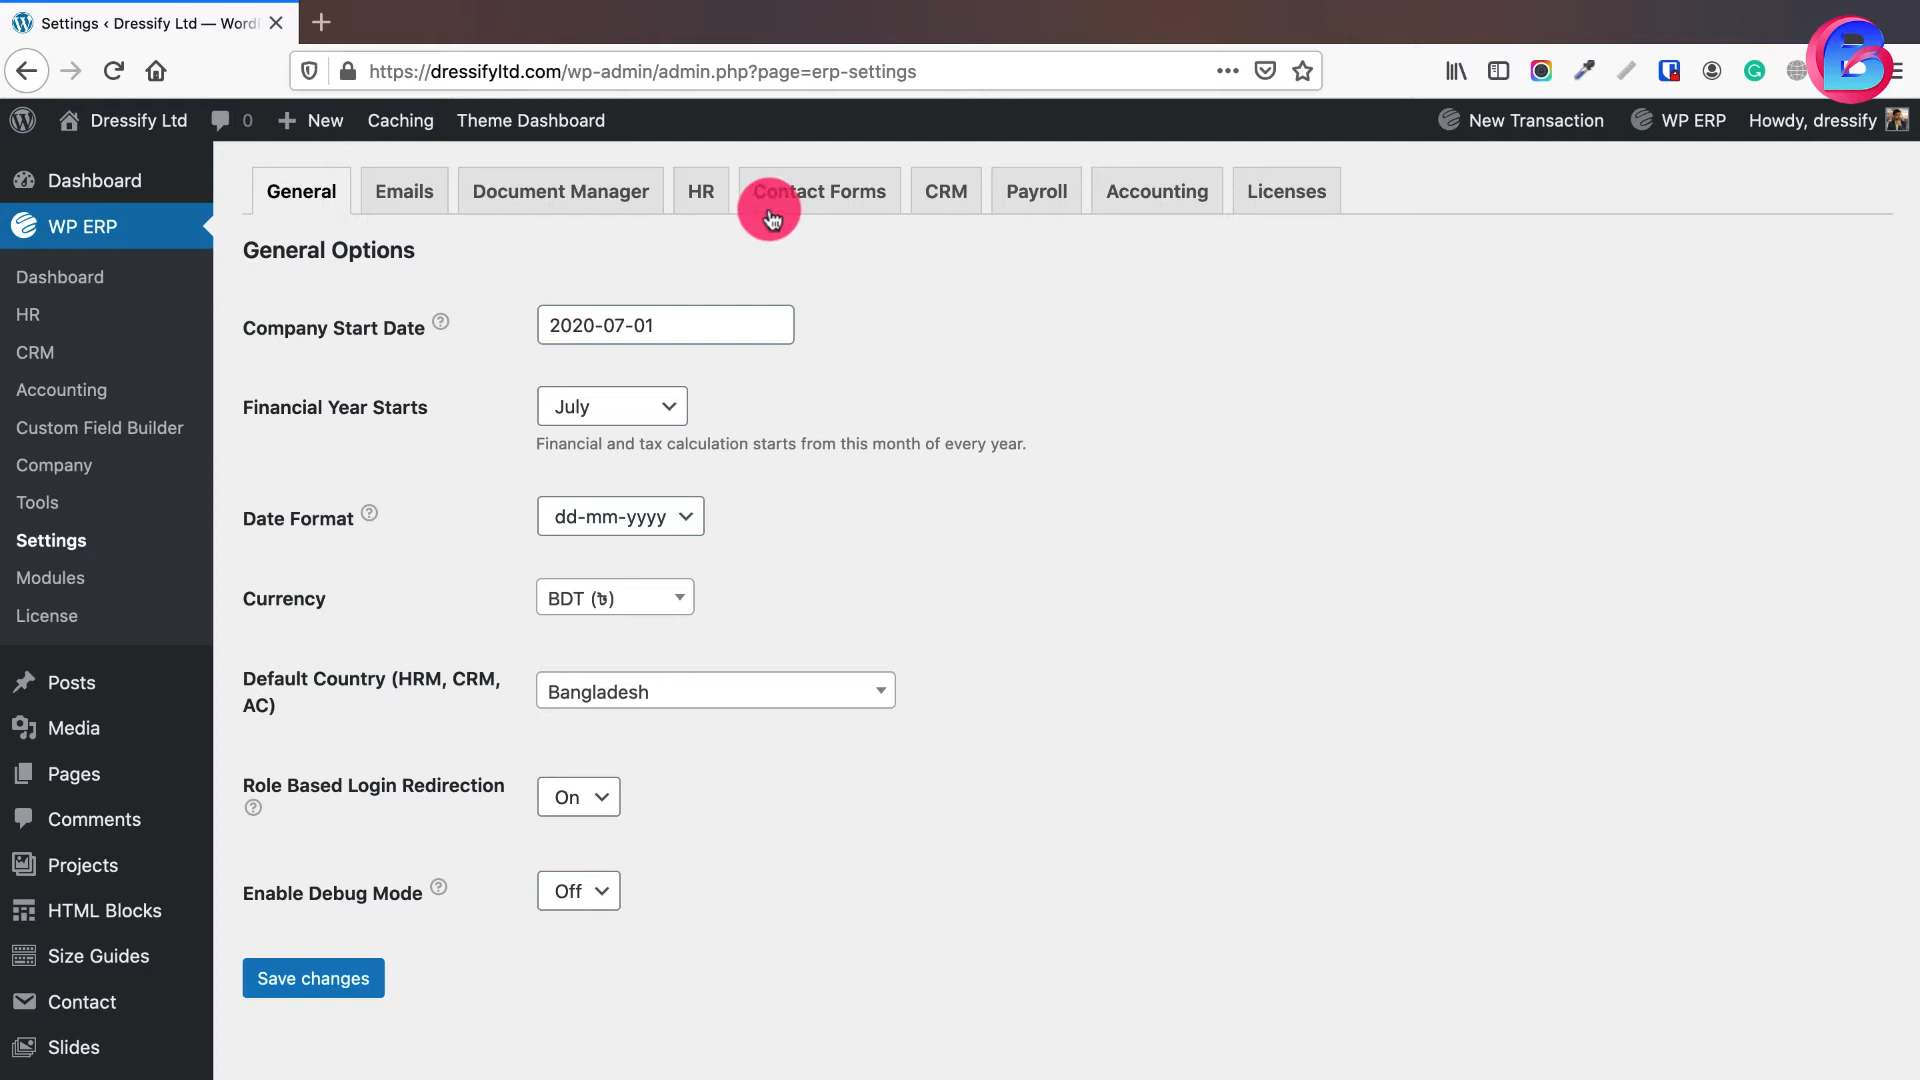 Settings ‹ Dressify Ltd — Word
https://dressifyltd.com/wp-admin/admin.php?page=erp-settings
Dressify Ltd 0 New Caching Theme Dashboard New Transaction WP ERP Howdy, dressify
Dashboard
WP ERP
Dashboard
HR
CRM
Accounting
Custom Field Builder
Company
Tools
Settings
Modules
License
Posts
Media
Pages
Comments
Projects
HTML Blocks
Size Guides
Contact
Slides
General Emails Document Manager HR Contact Forms CRM Payroll Accounting Licenses
General Options
Company Start Date ? 2020-07-01
Financial Year Starts July
Financial and tax calculation starts from this month of every year.
Date Format ? dd-mm-yyyy
Currency BDT (৳)
Default Country (HRM, CRM,
AC) Bangladesh
Role Based Login Redirection
? On
Enable Debug Mode ? Off
Save changes